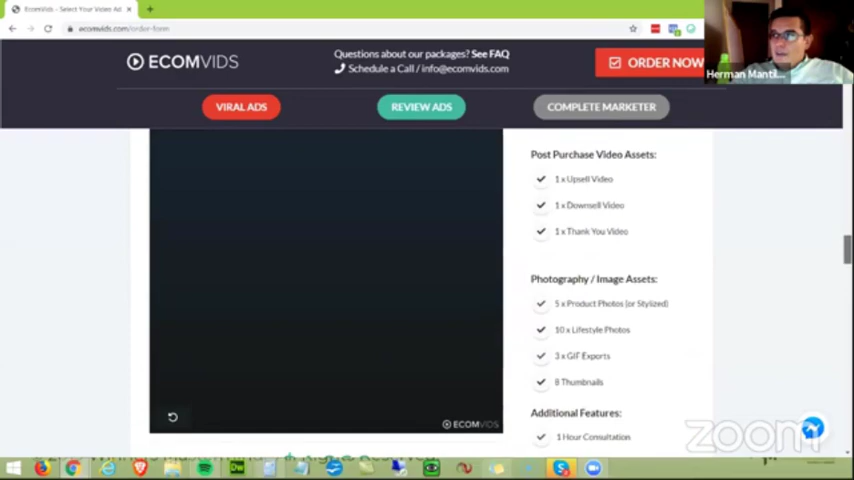 EcomVids - Select Your Video Ad
ecomvids.com/order-form
Herman Mantil...
ECOMVIDS
Questions about our packages? See FAQ
Schedule a Call / info@ecomvids.com
ORDER NOW
VIRAL ADS
REVIEW ADS
COMPLETE MARKETER
Post Purchase Video Assets:
1 x Upsell Video
1 x Downsell Video
1 x Thank You Video
Photography / Image Assets:
5 x Product Photos (or Stylized)
10 x Lifestyle Photos
3 x GIF Exports
8 Thumbnails
Additional Features:
1 Hour Consultation
ECOMVIDS
zoom
Dw